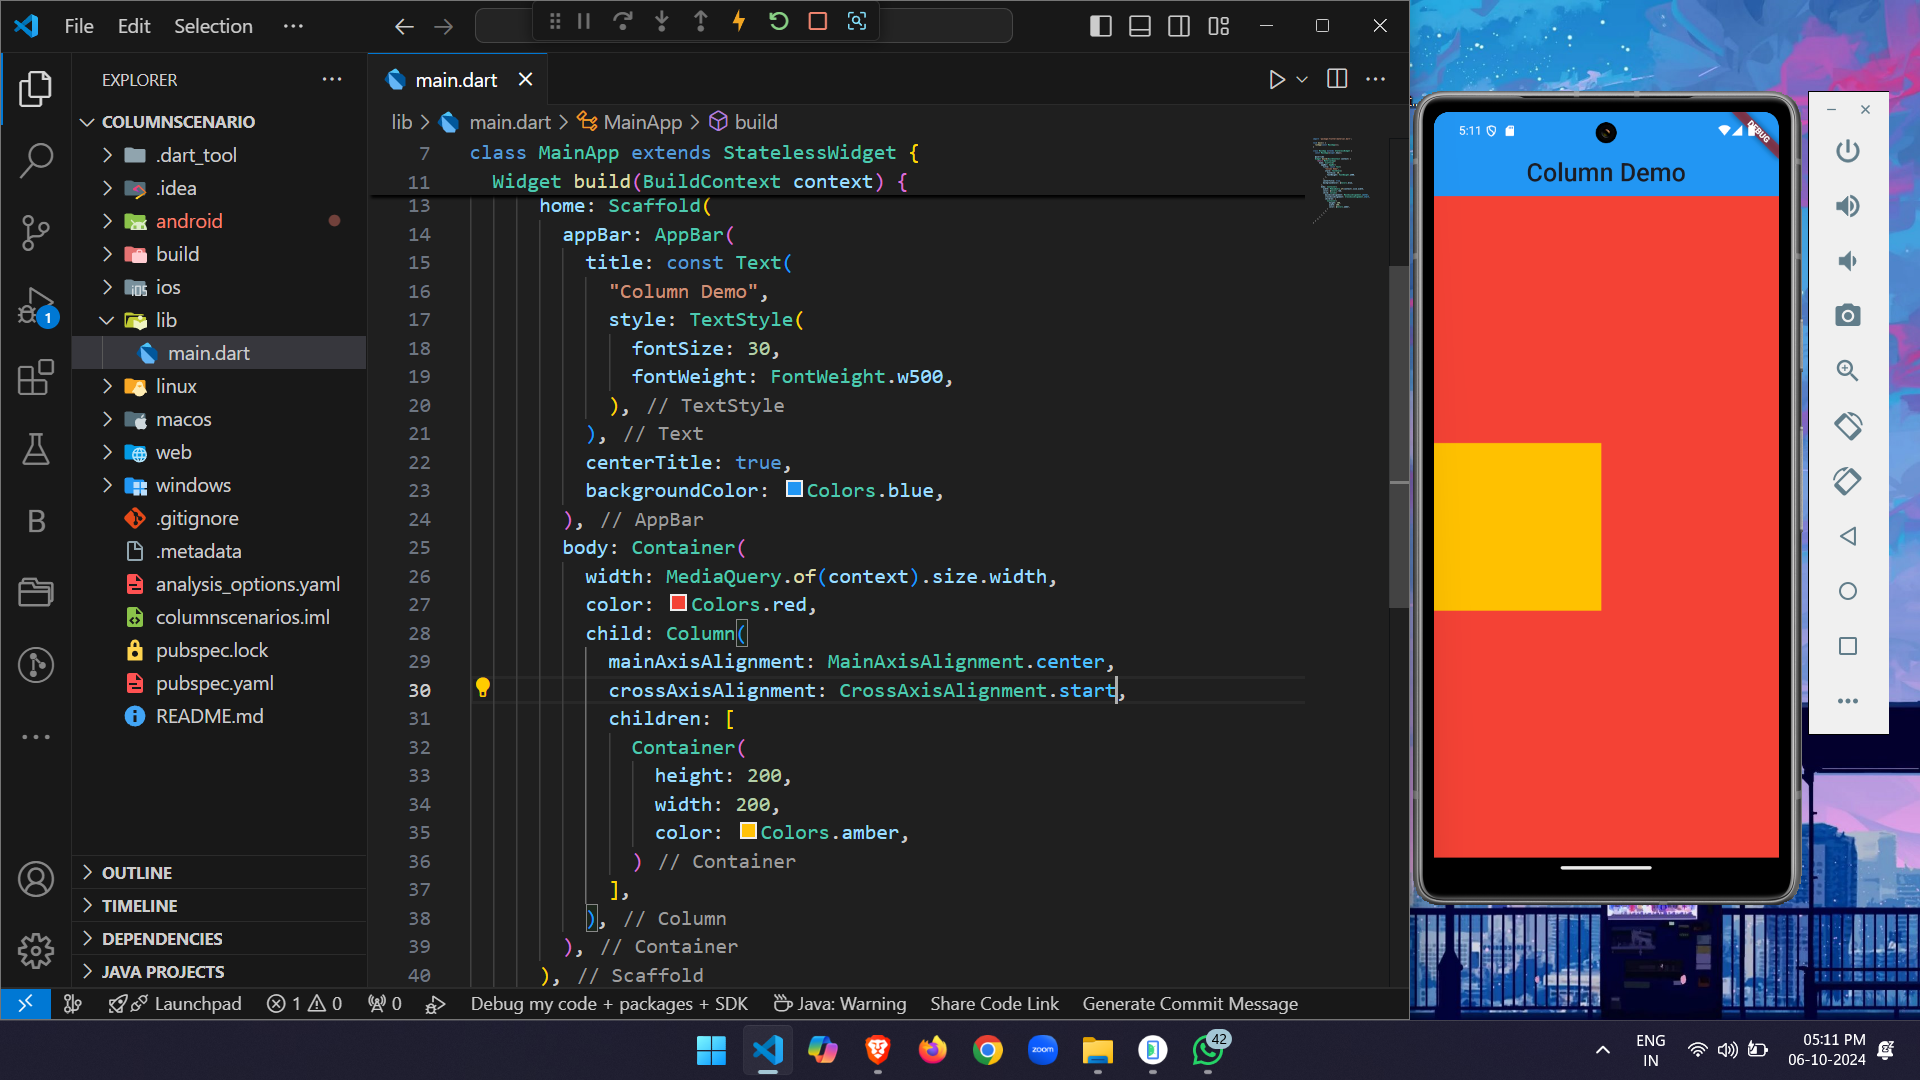 File Edit Selection ···
EXPLORER ···
COLUMNSCENARIO
.dart_tool
.idea
android
build
ios
lib
main.dart
linux
macos
web
windows
.gitignore
.metadata
analysis_options.yaml
columnscenarios.iml
pubspec.lock
pubspec.yaml
README.md
OUTLINE
TIMELINE
DEPENDENCIES
JAVA PROJECTS
1
B
main.dart
lib > main.dart > MainApp > build
7 class MainApp extends StatelessWidget {
11 Widget build(BuildContext context) {
13 home: Scaffold(
14 appBar: AppBar(
15 title: const Text(
16 "Column Demo",
17 style: TextStyle(
18 fontSize: 30,
19 fontWeight: FontWeight.w500,
20 ), // TextStyle
21 ), // Text
22 centerTitle: true,
23 backgroundColor: Colors.blue,
24 ), // AppBar
25 body: Container(
26 width: MediaQuery.of(context).size.width,
27 color: Colors.red,
28 child: Column(
29 mainAxisAlignment: MainAxisAlignment.center,
30 crossAxisAlignment: CrossAxisAlignment.start,
31 children: [
32 Container(
33 height: 200,
34 width: 200,
35 color: Colors.amber,
36 ) // Container
37 ],
38 ), // Column
39 ), // Container
40 ), // Scaffold
Launchpad 1 0 0 Debug my code + packages + SDK Java: Warning Share Code Link Generate Commit Message
5:11
DEBUG
Column Demo
zoom
42
ENG
IN
05:11 PM
06-10-2024